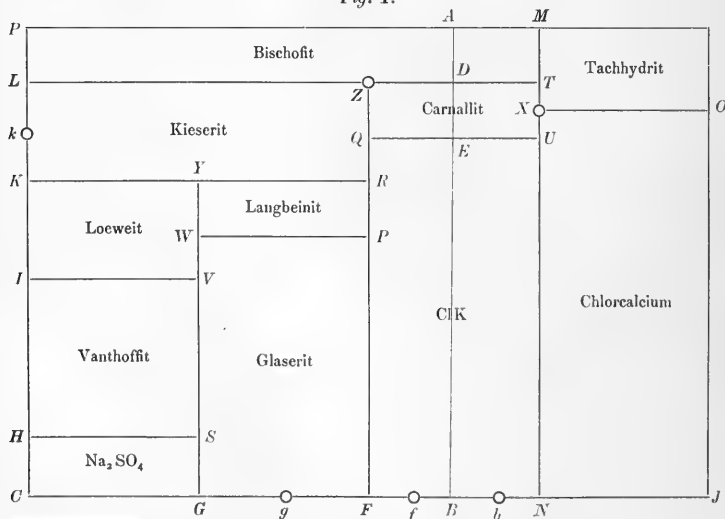 Fig. 1.
P A M
Bischofit
Tachhydrit
L Z D T
Carnallit X O
k Kieserit Q E U
K Y R
Langbeinit
Loeweit W P
I V
Chlorcalcium
ClK
Vanthoffit Glaserit
H S
Na₂SO₄
C G g F f B h N J